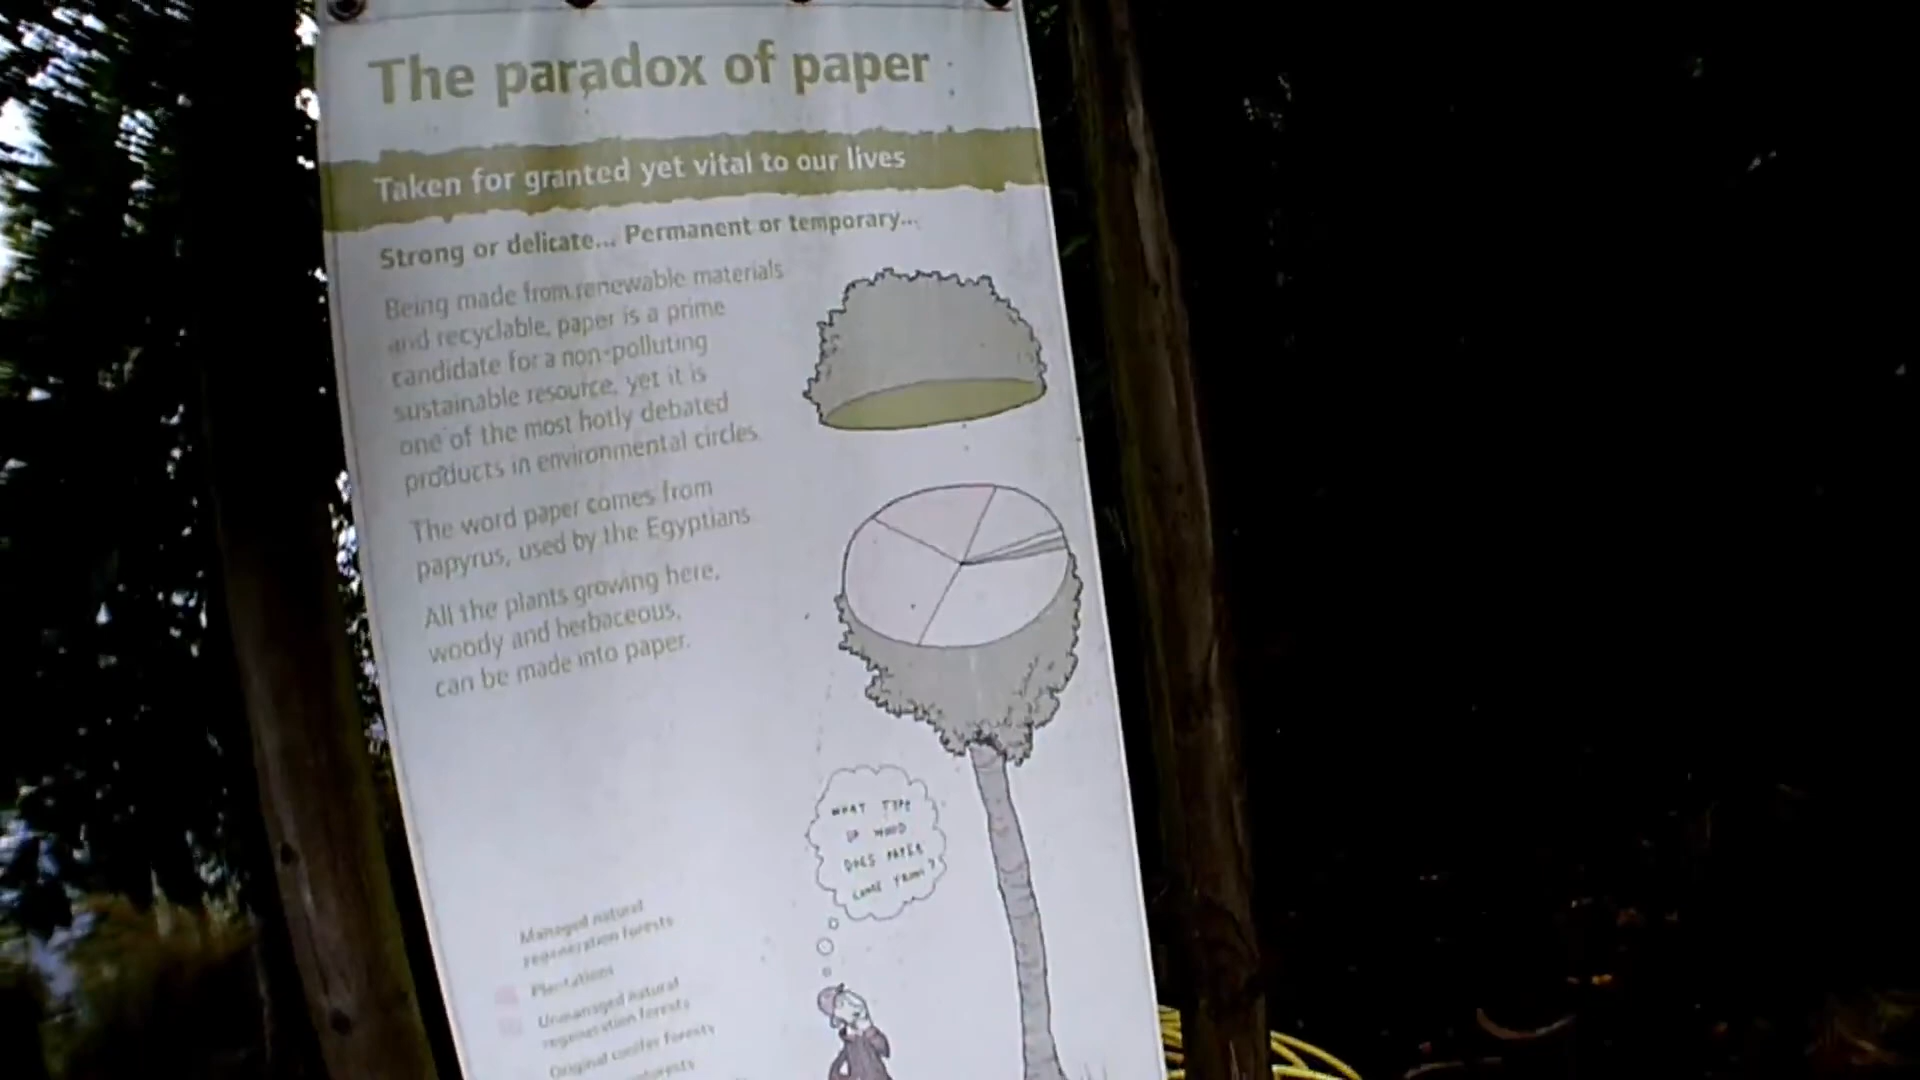 The paradox of paper
Taken for granted yet vital to our lives
Strong or delicate... Permanent or temporary...
Being made from renewable materials
and recyclable, paper is a prime
candidate for a non-polluting
sustainable resource, yet it is
one of the most hotly debated
products in environmental circles.
The word paper comes from
papyrus, used by the Egyptians
All the plants growing here,
woody and herbaceous,
can be made into paper.
WHAT TYPE
OF WOOD
DOES PAPER
COME FROM?
Managed natural
regeneration forests
Plantations
Unmanaged natural
regeneration forests
Original conifer forests